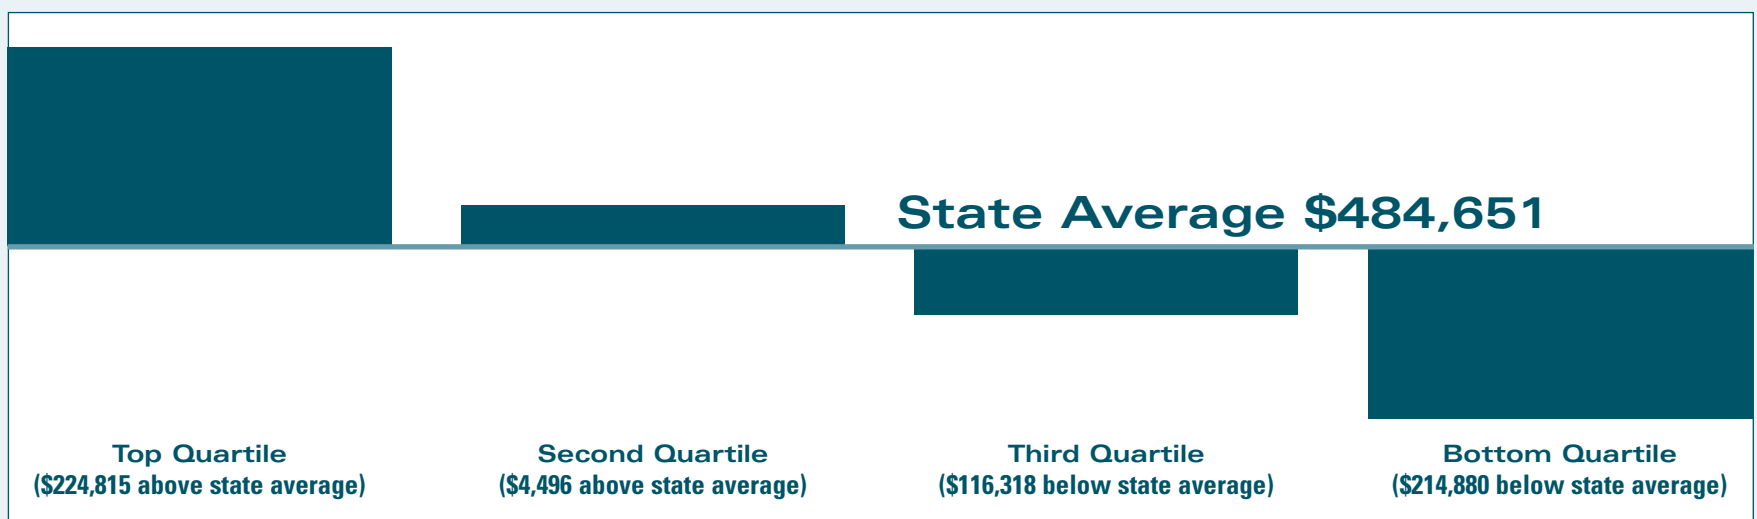 State Average $484,651
Top Quartile
($224,815 above state average)
Second Quartile
($4,496 above state average)
Third Quartile
($116,318 below state average)
Bottom Quartile
($214,880 below state average)